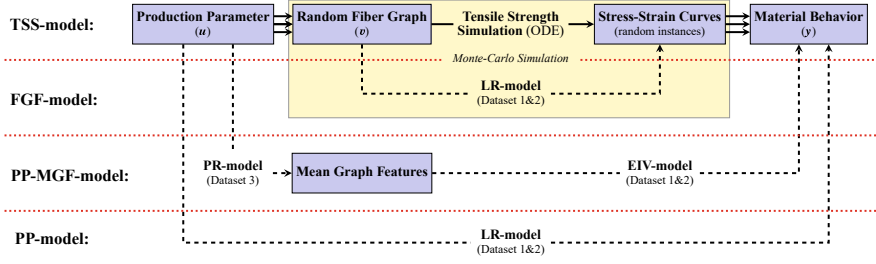 TSS-model:
Production Parameter
(u)
Random Fiber Graph
(v)
Tensile Strength
Simulation (ODE)
Stress-Strain Curves
(random instances)
Material Behavior
(y)
Monte-Carlo Simulation
FGF-model:
LR-model
(Dataset 1&2)
PP-MGF-model:
PR-model
(Dataset 3)
Mean Graph Features
EIV-model
(Dataset 1&2)
PP-model:
LR-model
(Dataset 1&2)